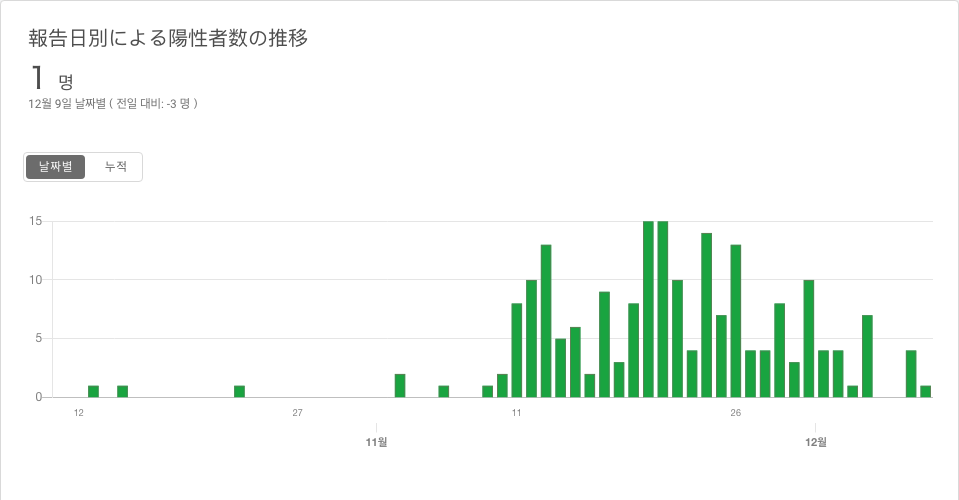 報告日別による陽性者数の推移
1 명
12월 9일 날짜별 ( 전일 대비: -3 명 )
날짜별 누적
15
10
5
0
12 27 11 26
11월 12월